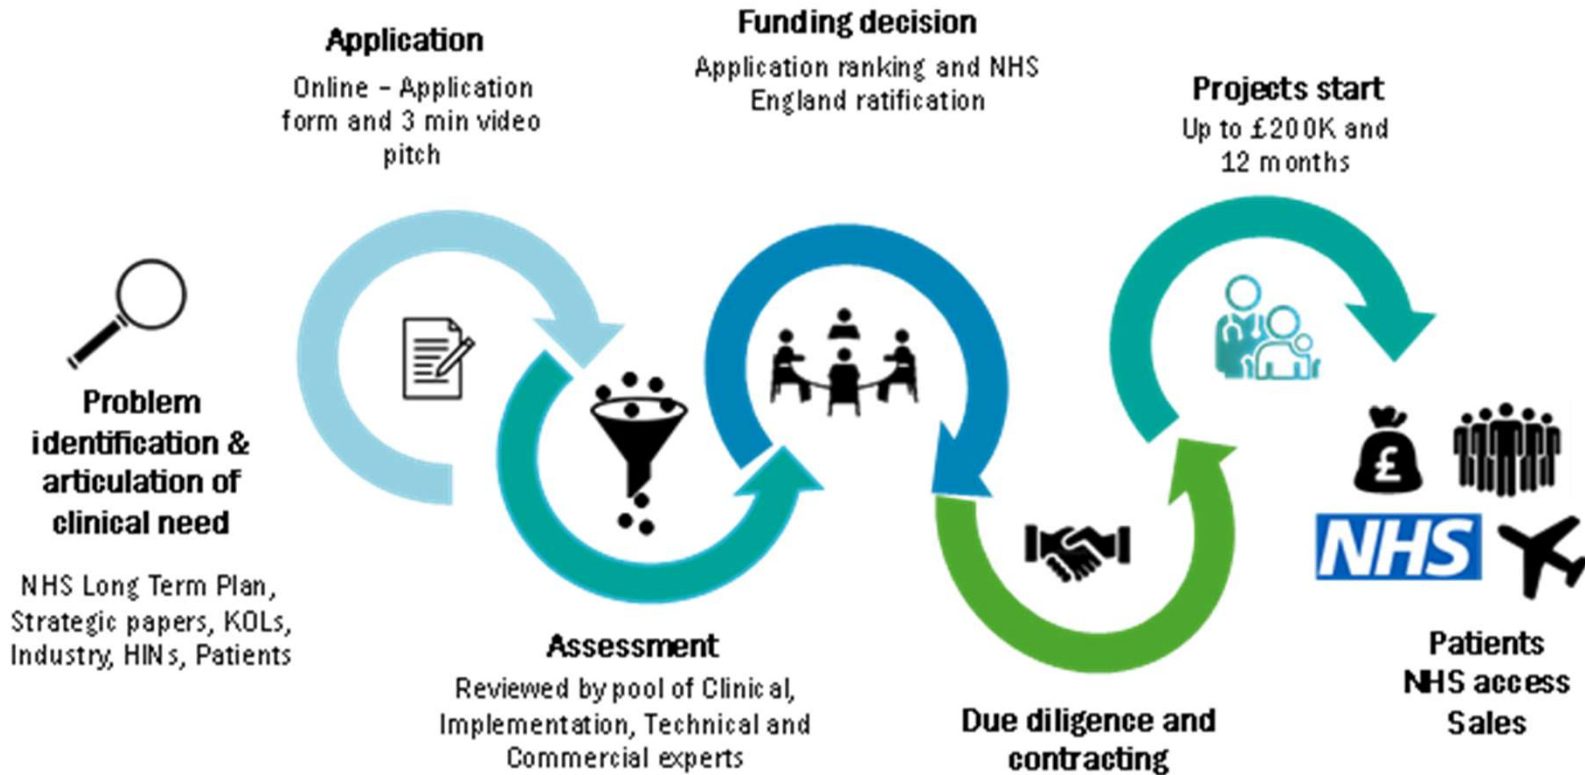 Problem
identification &
articulation of
clinical need
NHS Long Term Plan,
Strategic papers, KOLs,
Industry, HINs, Patients
Application
Online – Application
form and 3 min video
pitch
Assessment
Reviewed by pool of Clinical,
Implementation, Technical and
Commercial experts
Funding decision
Application ranking and NHS
England ratification
Due diligence and
contracting
Projects start
Up to £200K and
12 months
£
NHS
Patients
NHS access
Sales